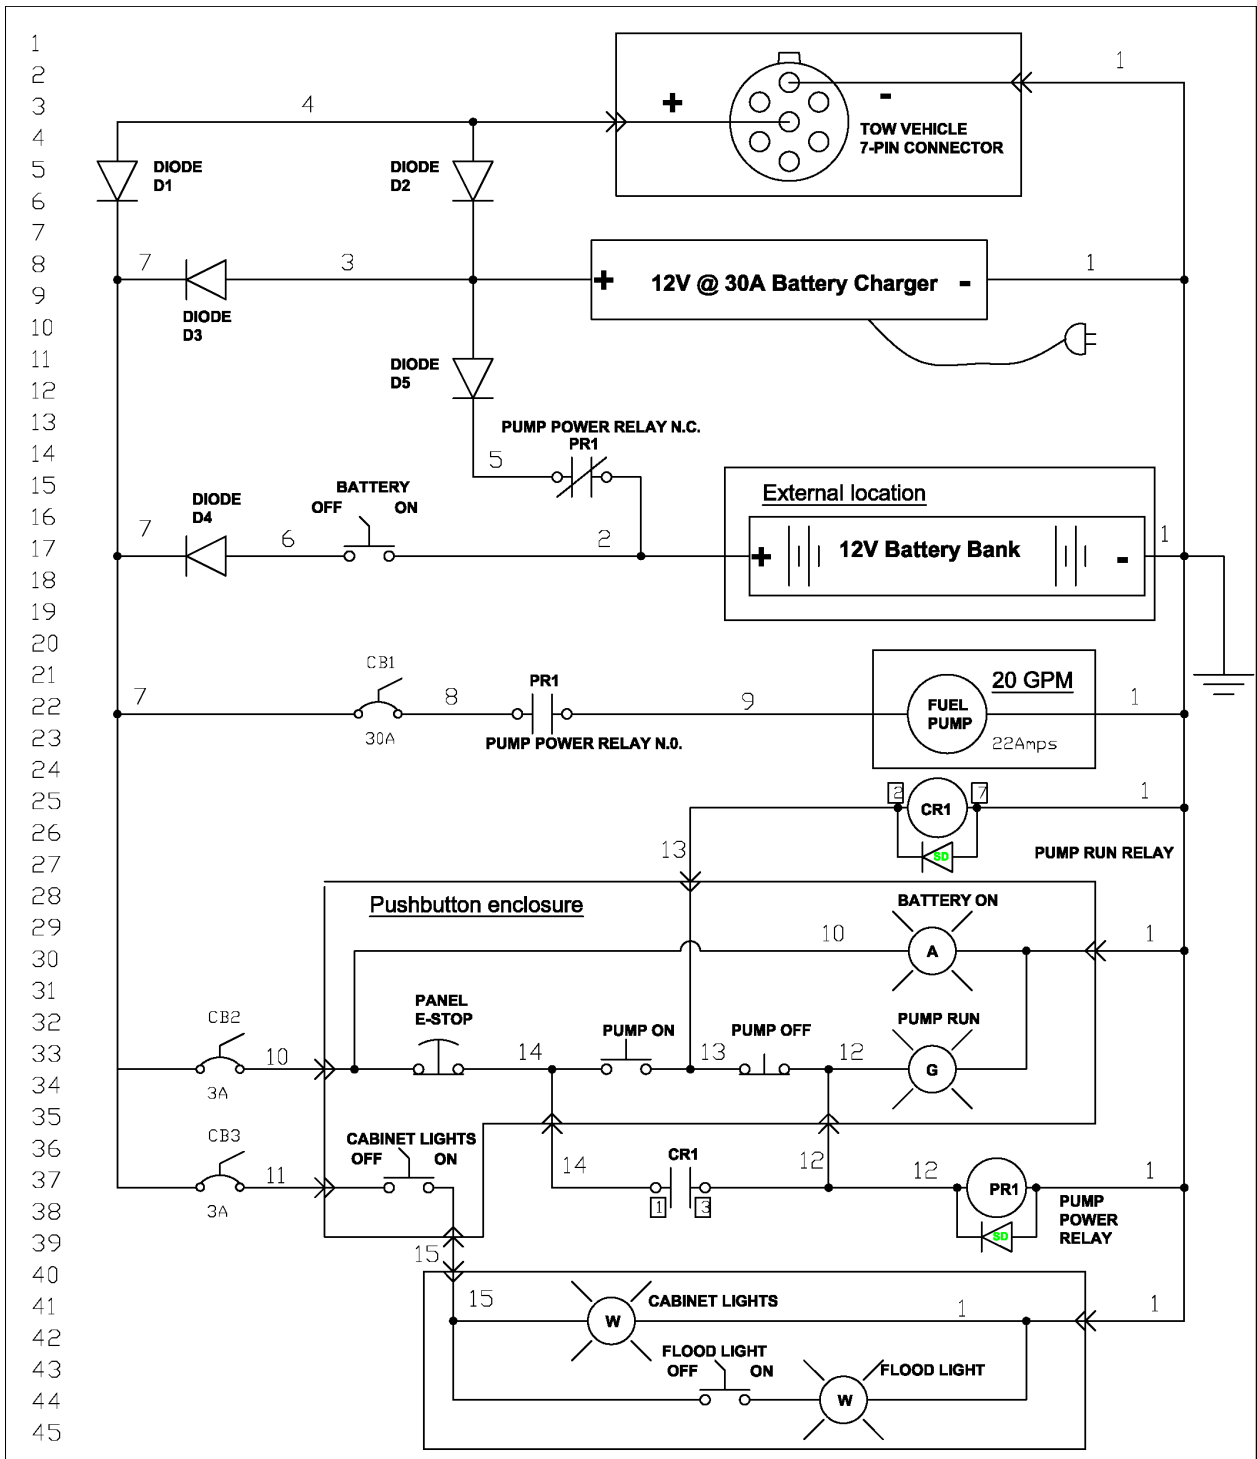 1
2
3
4
5
6
7
8
9
10
11
12
13
14
15
16
17
18
19
20
21
22
23
24
25
26
27
28
29
30
31
32
33
34
35
36
37
38
39
40
41
42
43
44
45
1
4
+ -
TOW VEHICLE
7-PIN CONNECTOR
DIODE
D1
DIODE
D2
7 3 1
+ 12V @ 30A Battery Charger -
DIODE
D3
DIODE
D5
PUMP POWER RELAY N.C.
PR1
5
BATTERY
OFF ON
External location
DIODE
D4
7 6 2 1
+ 12V Battery Bank -
CB1
30A
7 8 9 1
PR1
PUMP POWER RELAY N.O.
20 GPM
FUEL
PUMP
22Amps
2 CR1 7 1
SD
PUMP RUN RELAY
13
Pushbutton enclosure
BATTERY ON
10 A 1
PANEL
E-STOP
PUMP ON
PUMP OFF
PUMP RUN
CB2
3A
10 14 13 12 G
CABINET LIGHTS
OFF ON
CB3
3A
11
CR1
14 12 12 1
1 3
PR1
SD
PUMP
POWER
RELAY
15
15 W CABINET LIGHTS 1 1
FLOOD LIGHT
OFF ON
FLOOD LIGHT
W